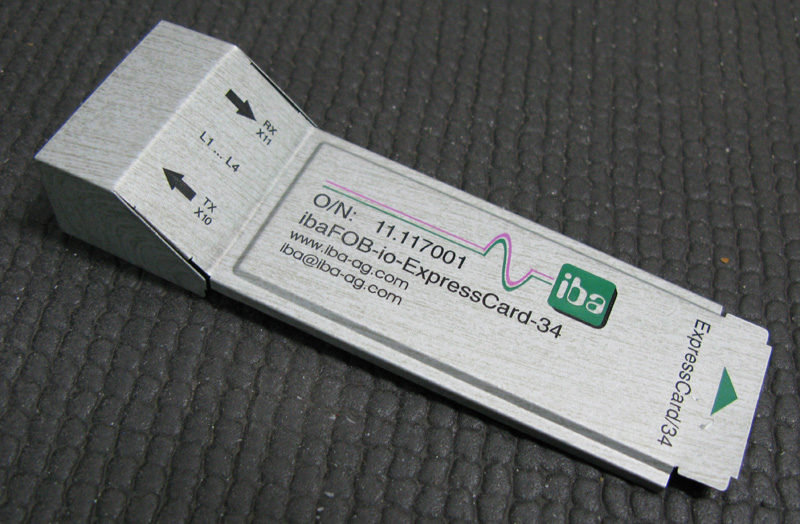 RX
X11
L1 ... L4
TX
X10
O/N: 11.117001
ibaFOB-io-ExpressCard-34
www.iba-ag.com
iba@iba-ag.com
iba
ExpressCard/34